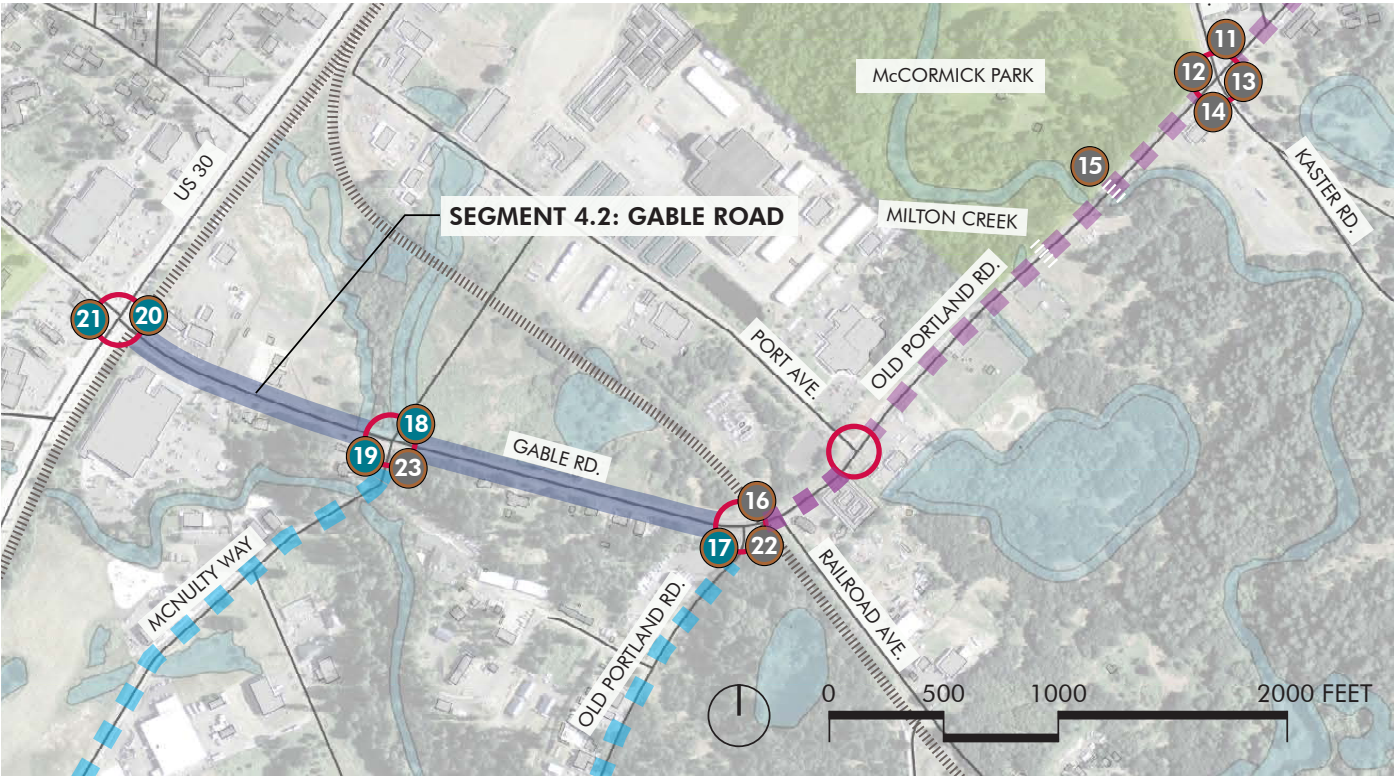 11
McCORMICK PARK
12
13
14
US 30
15
KASTER RD.
SEGMENT 4.2: GABLE ROAD
MILTON CREEK
OLD PORTLAND RD.
21
20
PORT AVE.
18
19
23
GABLE RD.
16
17
22
MCNULTY WAY
OLD PORTLAND RD.
RAILROAD AVE.
0 500 1000 2000 FEET